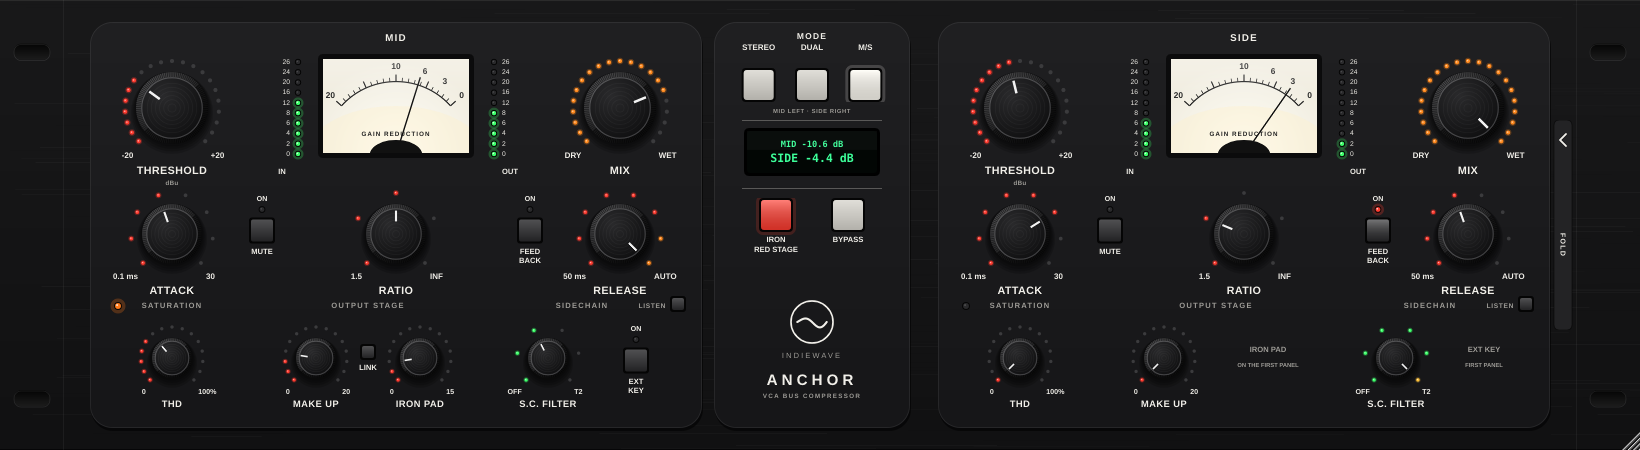 MID
26
24
20
16
12
8
6
4
2
0
IN
20
10
6
3
0
GAIN REDUCTION
26
24
20
16
12
8
6
4
2
0
OUT
-20
+20
THRESHOLD
dBu
DRY
WET
MIX
0.1 ms
30
ATTACK
ON
MUTE
1.5
INF
RATIO
ON
FEED
BACK
50 ms
AUTO
RELEASE
SATURATION
OUTPUT STAGE
SIDECHAIN
LISTEN
0
100%
THD
0
20
MAKE UP
LINK
0
15
IRON PAD
OFF
T2
S.C. FILTER
ON
EXT
KEY
MODE
STEREO
DUAL
M/S
MID LEFT · SIDE RIGHT
MID -10.6 dB
SIDE -4.4 dB
IRON
RED STAGE
BYPASS
INDIEWAVE
ANCHOR
VCA BUS COMPRESSOR
SIDE
26
24
20
16
12
8
6
4
2
0
IN
20
10
6
3
0
GAIN REDUCTION
26
24
20
16
12
8
6
4
2
0
OUT
-20
+20
THRESHOLD
dBu
DRY
WET
MIX
0.1 ms
30
ATTACK
ON
MUTE
1.5
INF
RATIO
ON
FEED
BACK
50 ms
AUTO
RELEASE
SATURATION
OUTPUT STAGE
SIDECHAIN
LISTEN
0
100%
THD
0
20
MAKE UP
IRON PAD
ON THE FIRST PANEL
OFF
T2
S.C. FILTER
EXT KEY
FIRST PANEL
FOLD